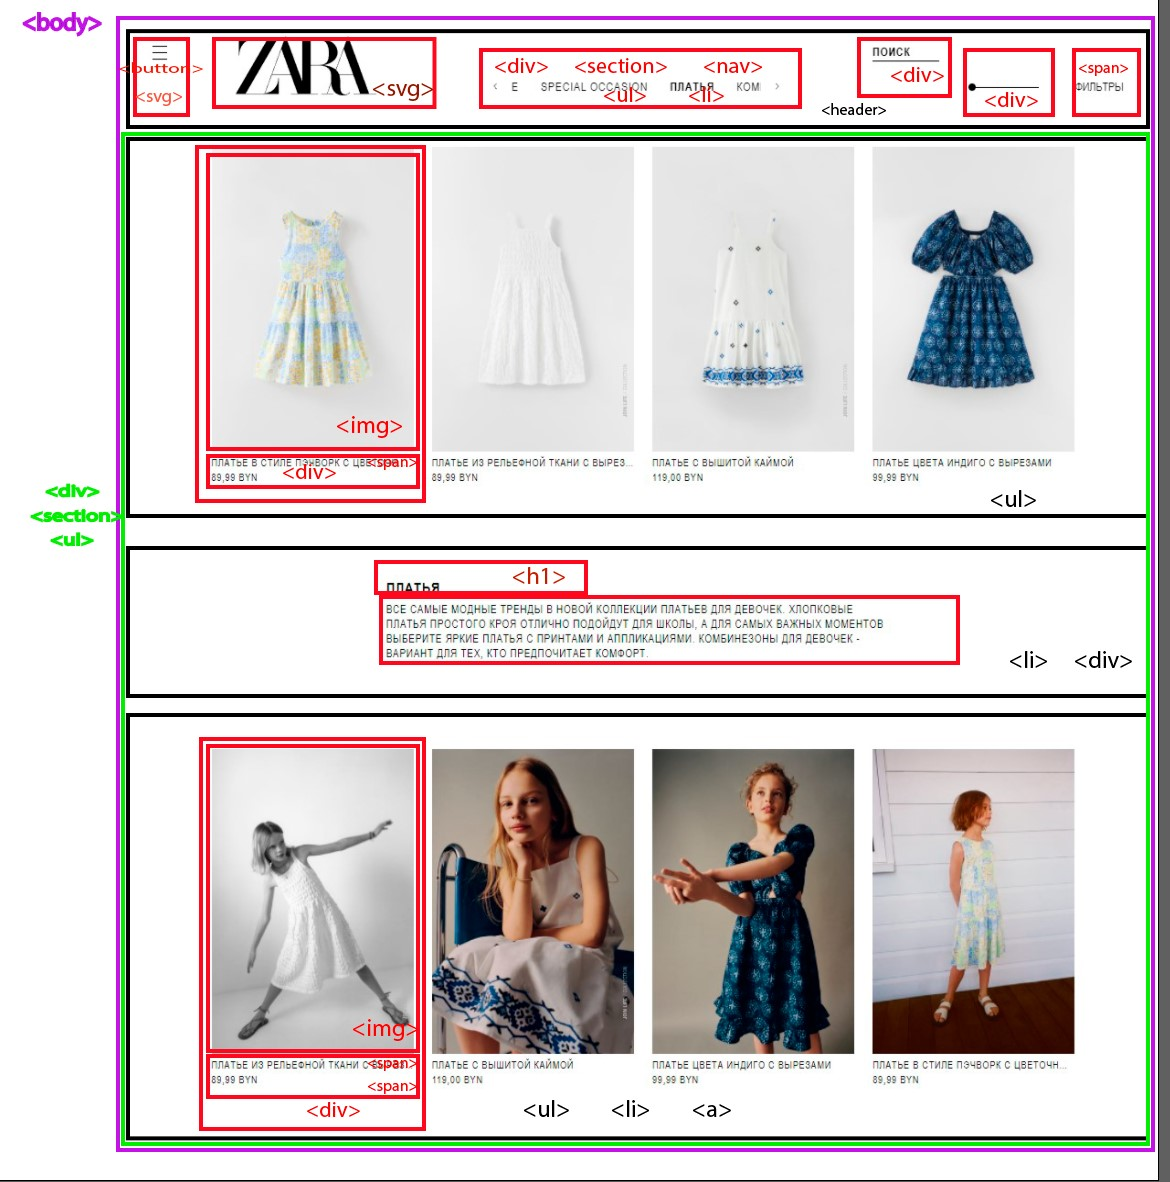 <body>
<button>
<svg>
ZARA
<svg>
<div> <section> <nav>
‹ E SPECIAL OCCASION ПЛАТЬЯ КОМ ›
<ul> <li>
ПОИСК
<div>
<header>
<div>
<span>
ФИЛЬТРЫ
<img>
ПЛАТЬЕ В СТИЛЕ ПЭЧВОРК С
<span>
<div>
89,99 BYN
ПЛАТЬЕ ИЗ РЕЛЬЕФНОЙ ТКАНИ С ВЫРЕЗ...
89,99 BYN
ПЛАТЬЕ С ВЫШИТОЙ КАЙМОЙ
119,00 BYN
ПЛАТЬЕ ЦВЕТА ИНДИГО С ВЫРЕЗАМИ
99,99 BYN
<ul>
<div>
<section>
<ul>
<h1>
ПЛАТЬЯ
ВСЕ САМЫЕ МОДНЫЕ ТРЕНДЫ В НОВОЙ КОЛЛЕКЦИИ ПЛАТЬЕВ ДЛЯ ДЕВОЧЕК. ХЛОПКОВЫЕ
ПЛАТЬЯ ПРОСТОГО КРОЯ ОТЛИЧНО ПОДОЙДУТ ДЛЯ ШКОЛЫ, А ДЛЯ САМЫХ ВАЖНЫХ МОМЕНТОВ
ВЫБЕРИТЕ ЯРКИЕ ПЛАТЬЯ С ПРИНТАМИ И АППЛИКАЦИЯМИ. КОМБИНЕЗОНЫ ДЛЯ ДЕВОЧЕК -
ВАРИАНТ ДЛЯ ТЕХ, КТО ПРЕДПОЧИТАЕТ КОМФОРТ.
<li> <div>
<img>
ПЛАТЬЕ ИЗ РЕЛЬЕФНОЙ ТКАНИ С
<span>
89,99 BYN
<span>
<div>
ПЛАТЬЕ С ВЫШИТОЙ КАЙМОЙ
119,00 BYN
ПЛАТЬЕ ЦВЕТА ИНДИГО С ВЫРЕЗАМИ
99,99 BYN
ПЛАТЬЕ В СТИЛЕ ПЭЧВОРК С ЦВЕТОЧН...
89,99 BYN
<ul> <li> <a>